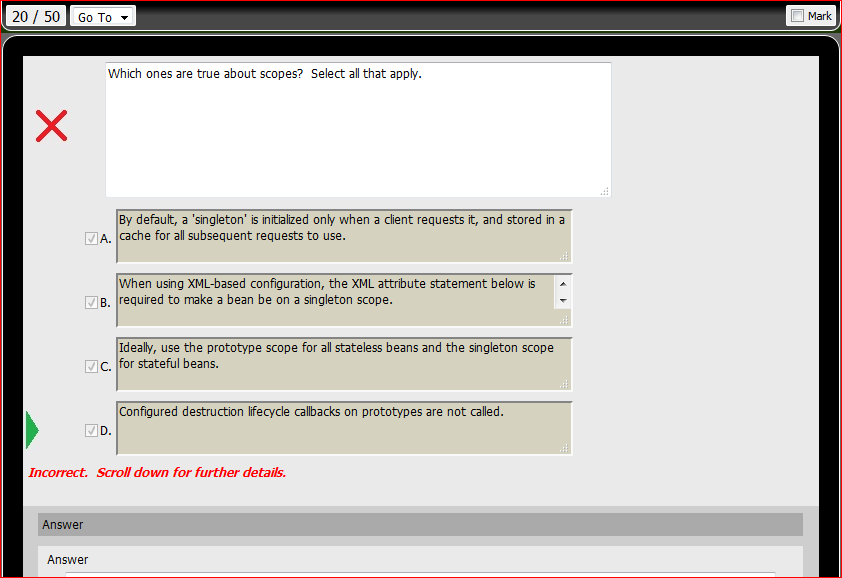 20 / 50 Go To Mark
Which ones are true about scopes?  Select all that apply.
A. By default, a 'singleton' is initialized only when a client requests it, and stored in a
cache for all subsequent requests to use.
B. When using XML-based configuration, the XML attribute statement below is
required to make a bean be on a singleton scope.
C. Ideally, use the prototype scope for all stateless beans and the singleton scope
for stateful beans.
D. Configured destruction lifecycle callbacks on prototypes are not called.
Incorrect.  Scroll down for further details.
Answer
Answer